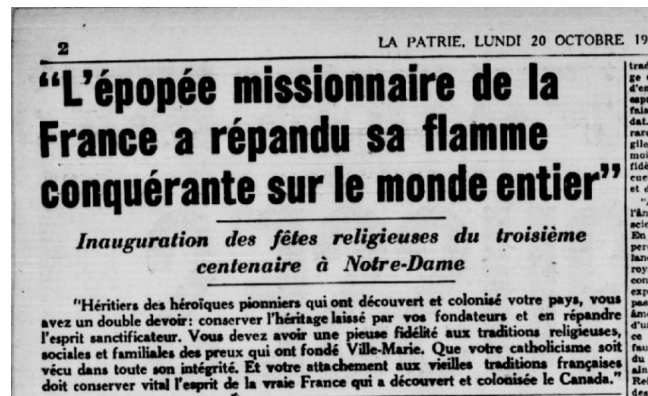 2
LA PATRIE, LUNDI 20 OCTOBRE 19
"L'épopée missionnaire de la
France a répandu sa flamme
conquérante sur le monde entier"
Inauguration des fêtes religieuses du troisième
centenaire à Notre-Dame
"Héritiers des héroïques pionniers qui ont découvert et colonisé votre pays, vous
avez un double devoir: conserver l'héritage laissé par vos fondateurs et en répandre
l'esprit sanctificateur. Vous devez avoir une pieuse fidélité aux traditions religieuses,
sociales et familiales des preux qui ont fondé Ville-Marie. Que votre catholicisme soit
vécu dans toute son intégrité. Et votre attachement aux vieilles traditions françaises
doit conserver vital l'esprit de la vraie France qui a découvert et colonisée le Canada."